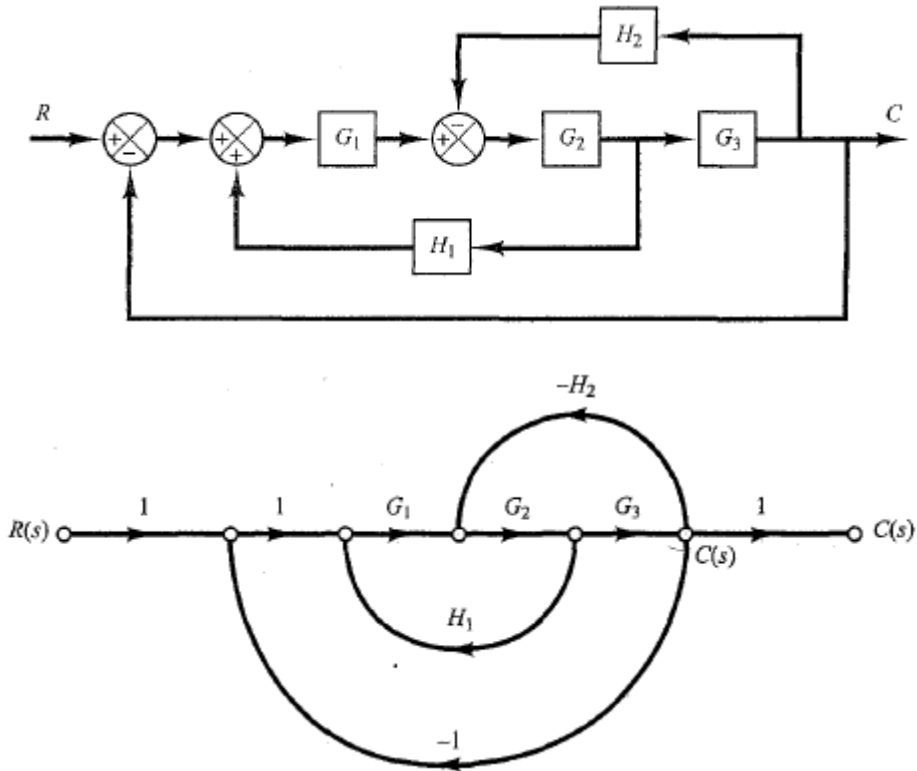 H₂
R
C
+
−
+
+
G₁
+
−
G₂
G₃
H₁
–H₂
R(s)
1
1
G₁
G₂
G₃
1
C(s)
C(s)
H₁
–1